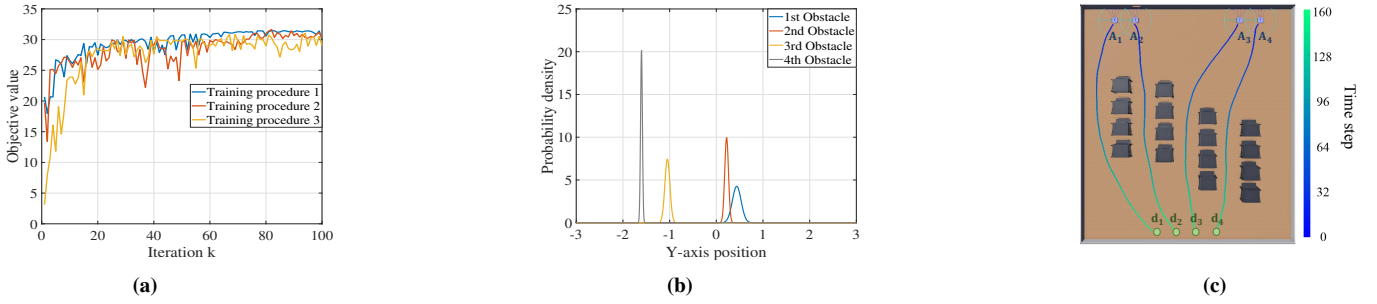 35
30
25
20
15
10
5
0
Objective value
Training procedure 1
Training procedure 2
Training procedure 3
0 20 40 60 80 100
Iteration k
(a)
25
20
15
10
5
0
Probability density
1st Obstacle
2nd Obstacle
3rd Obstacle
4th Obstacle
-3 -2 -1 0 1 2 3
Y-axis position
(b)
A1 A2 A3 A4
d1 d2 d3 d4
160
128
96
64
32
0
Time step
(c)